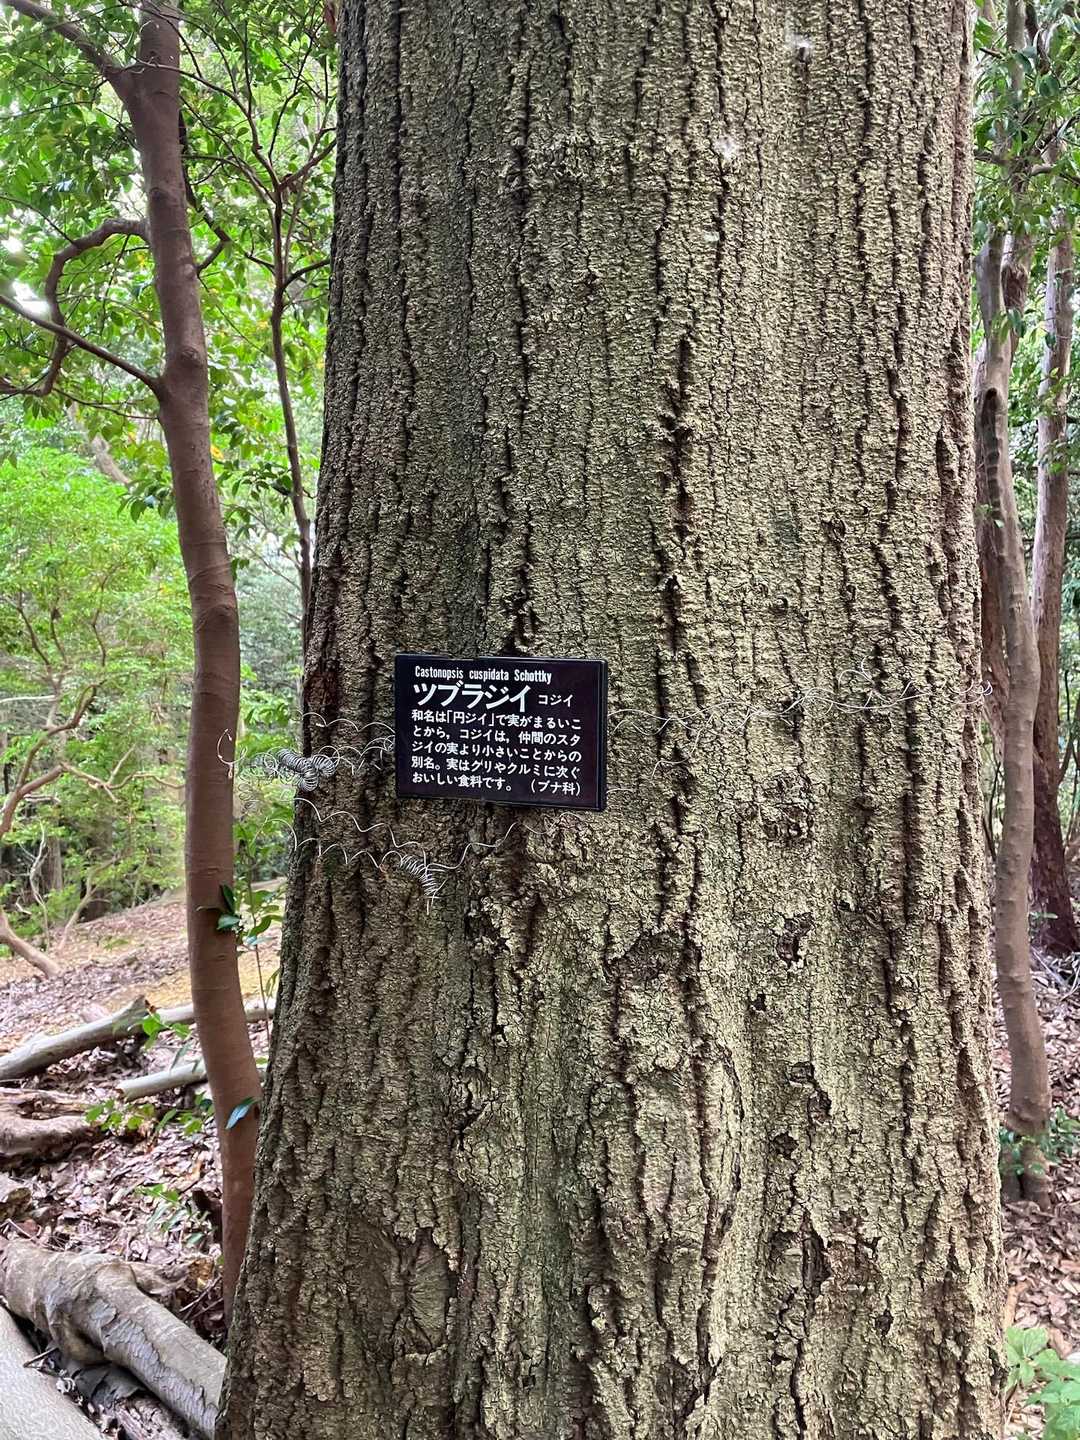 Castonopsis cuspidata Schottky
ツブラジイ コジイ
和名は「円ジイ」で実がまるいこ
とから，コジイは，仲間のスタ
ジイの実より小さいことからの
別名。実はクリやクルミに次ぐ
おいしい食料です。（ブナ科）